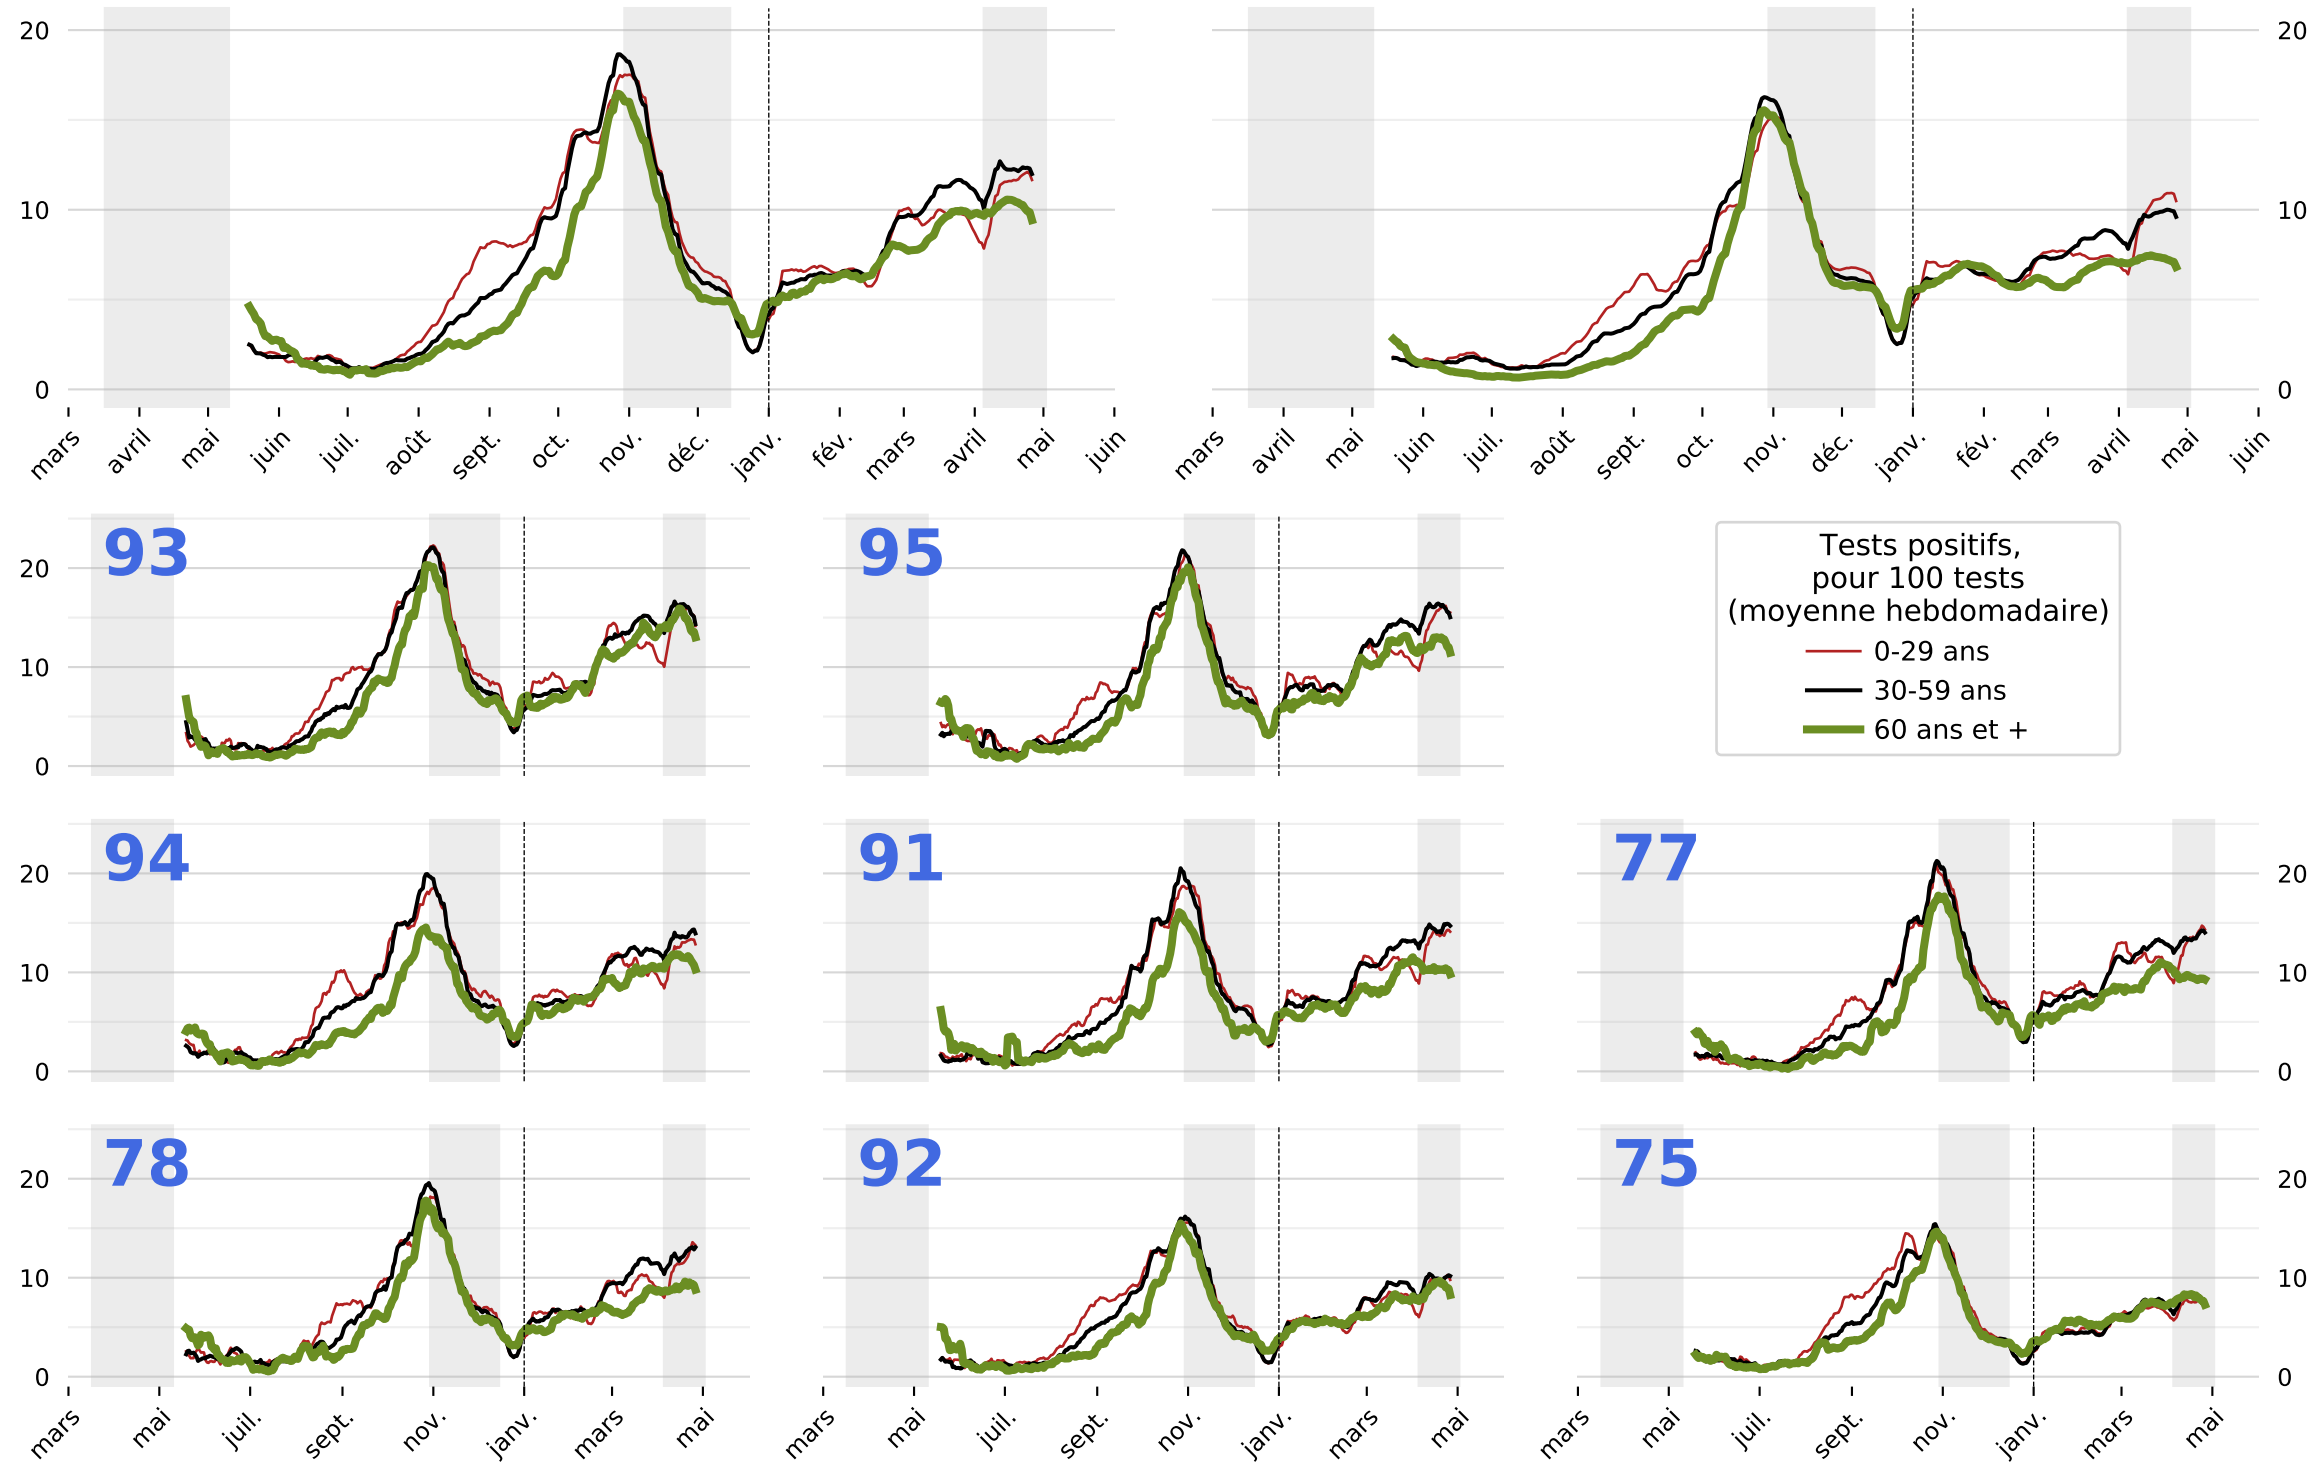 20
20
10
10
0
0
mars
avril
mai
juin
juil.
août
sept.
oct.
nov.
déc.
janv.
fév.
mars
avril
mai
juin
mars
avril
mai
juin
juil.
août
sept.
oct.
nov.
déc.
janv.
fév.
mars
avril
mai
juin
93
95
20
10
0
Tests positifs,
pour 100 tests
(moyenne hebdomadaire)
0-29 ans
30-59 ans
60 ans et +
94
91
77
20
20
10
10
0
0
78
92
75
20
20
10
10
0
0
mars
mai
juil.
sept.
nov.
janv.
mars
mai
mars
mai
juil.
sept.
nov.
janv.
mars
mai
mars
mai
juil.
sept.
nov.
janv.
mars
mai